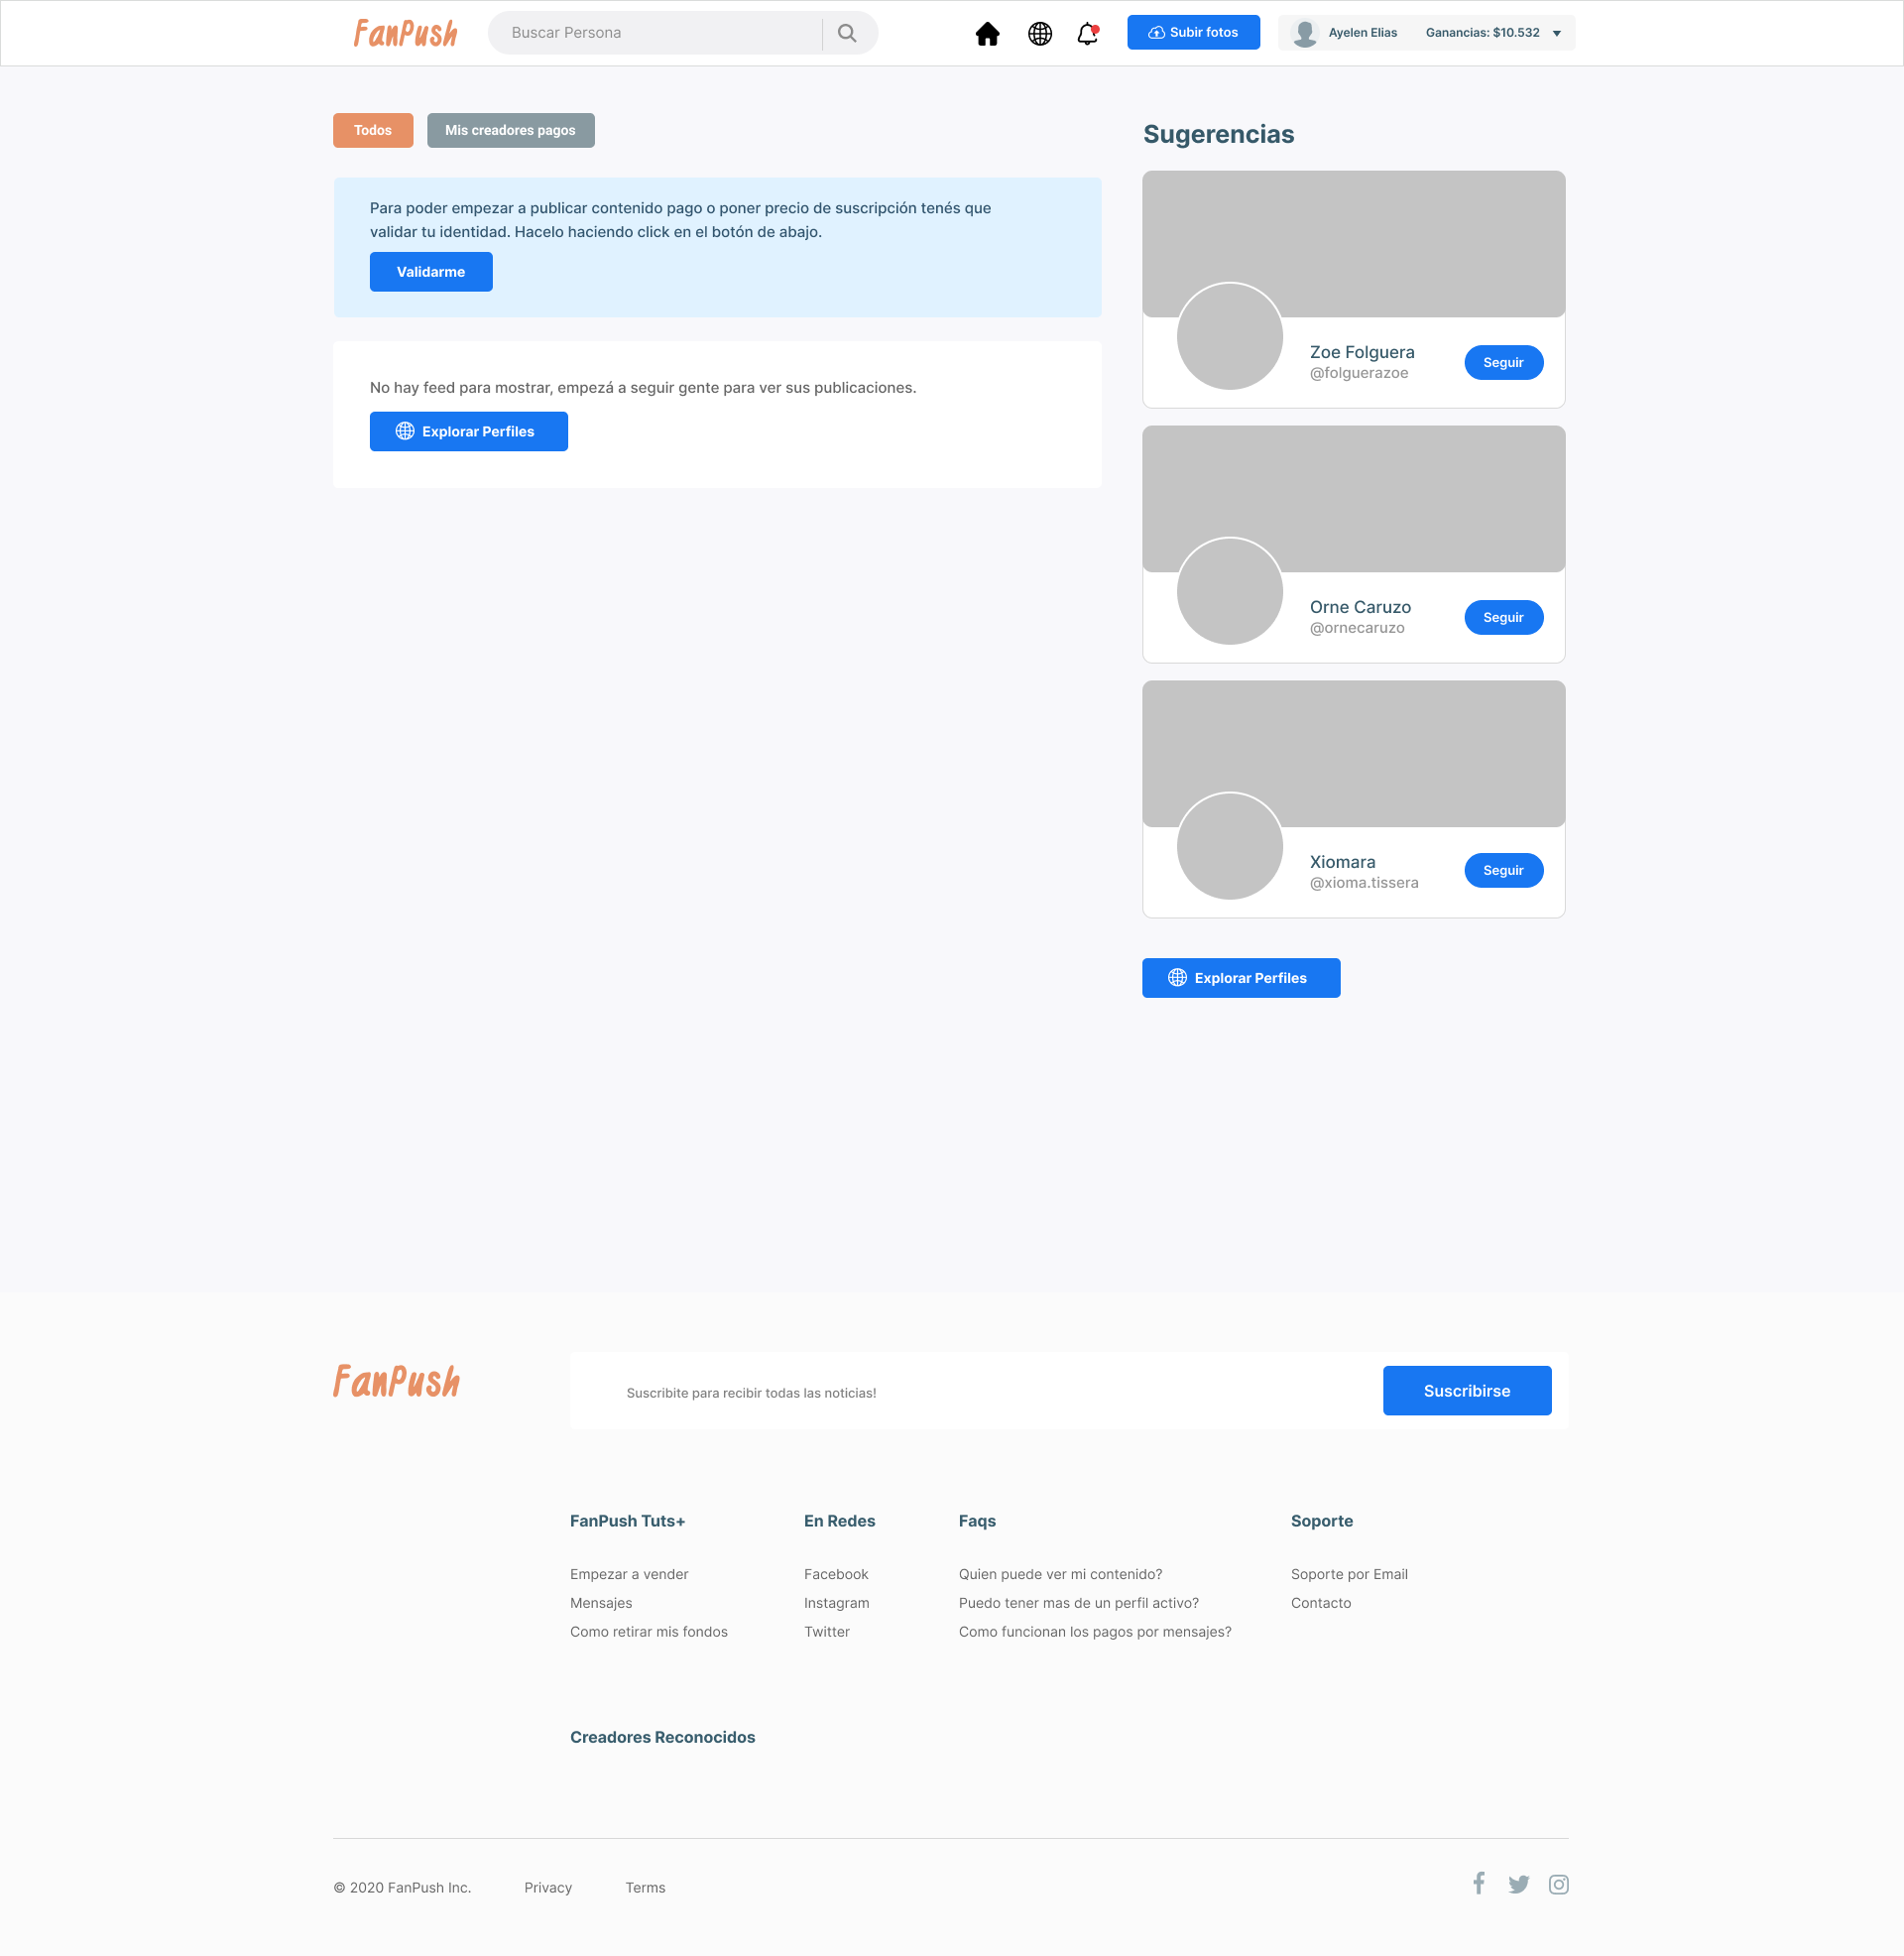 FanPush
Buscar Persona
Subir fotos
Ayelen Elias
Ganancias: $10.532
Todos
Mis creadores pagos
Para poder empezar a publicar contenido pago o poner precio de suscripción tenés que
validar tu identidad. Hacelo haciendo click en el botón de abajo.
Validarme
No hay feed para mostrar, empezá a seguir gente para ver sus publicaciones.
Explorar Perfiles
Sugerencias
Zoe Folguera
@folguerazoe
Seguir
Orne Caruzo
@ornecaruzo
Seguir
Xiomara
@xioma.tissera
Seguir
Explorar Perfiles
FanPush
Suscribite para recibir todas las noticias!
Suscribirse
FanPush Tuts+
Empezar a vender
Mensajes
Como retirar mis fondos
En Redes
Facebook
Instagram
Twitter
Faqs
Quien puede ver mi contenido?
Puedo tener mas de un perfil activo?
Como funcionan los pagos por mensajes?
Soporte
Soporte por Email
Contacto
Creadores Reconocidos
© 2020 FanPush Inc.
Privacy
Terms